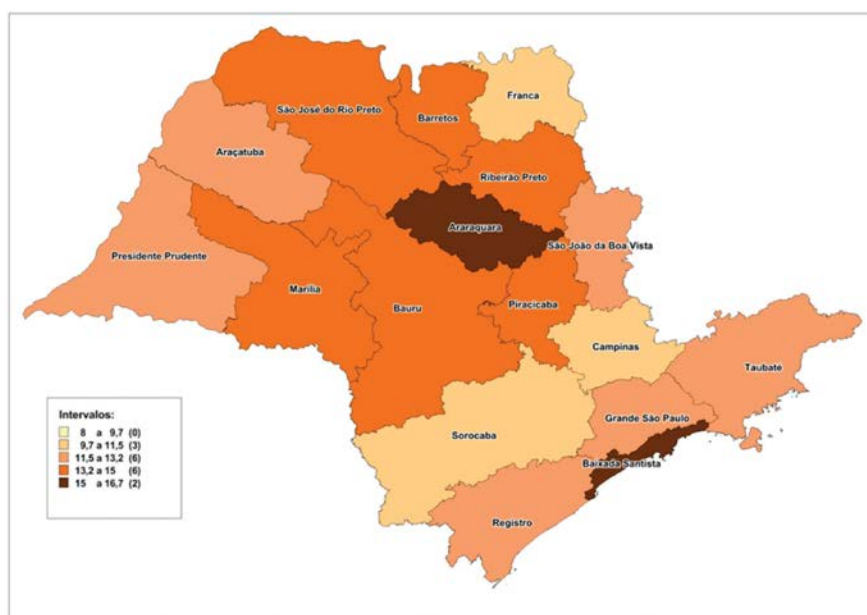 Franca
São José do Rio Preto
Barretos
Araçatuba
Ribeirão Preto
Araraquara
São João da Boa Vista
Presidente Prudente
Marília
Bauru
Piracicaba
Campinas
Taubaté
Grande São Paulo
Sorocaba
Baixada Santista
Registro
Intervalos:
8 a 9,7 (0)
9,7 a 11,5 (3)
11,5 a 13,2 (6)
13,2 a 15 (6)
15 a 16,7 (2)